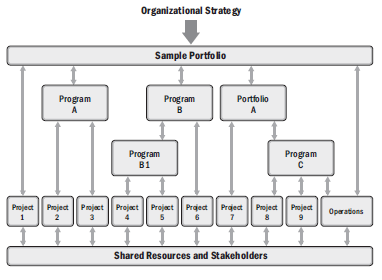 Organizational Strategy
Sample Portfolio
Program
A
Program
B
Portfolio
A
Program
B1
Program
C
Project
1
Project
2
Project
3
Project
4
Project
5
Project
6
Project
7
Project
8
Project
9
Operations
Shared Resources and Stakeholders